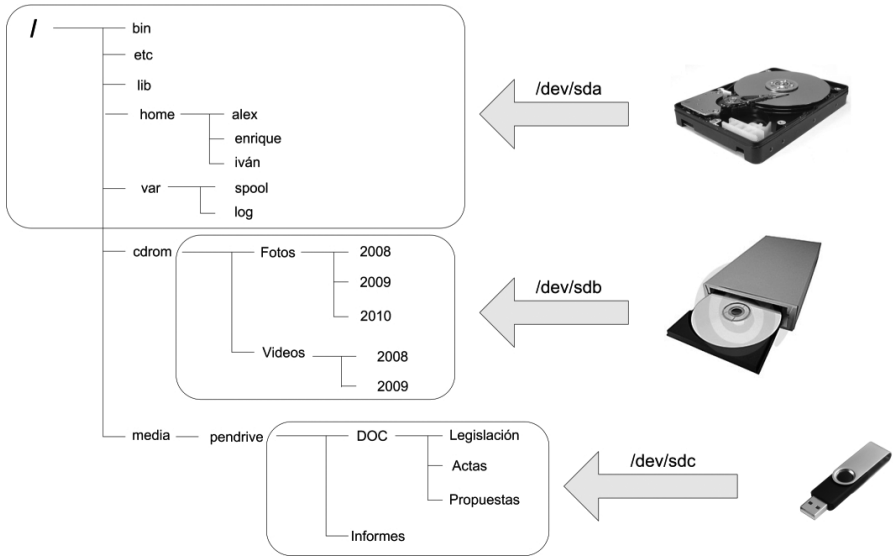 /
bin
etc
lib
home
alex
enrique
iván
var
spool
log
/dev/sda
cdrom
Fotos
2008
2009
2010
Videos
2008
2009
/dev/sdb
media
pendrive
DOC
Legislación
Actas
Propuestas
Informes
/dev/sdc